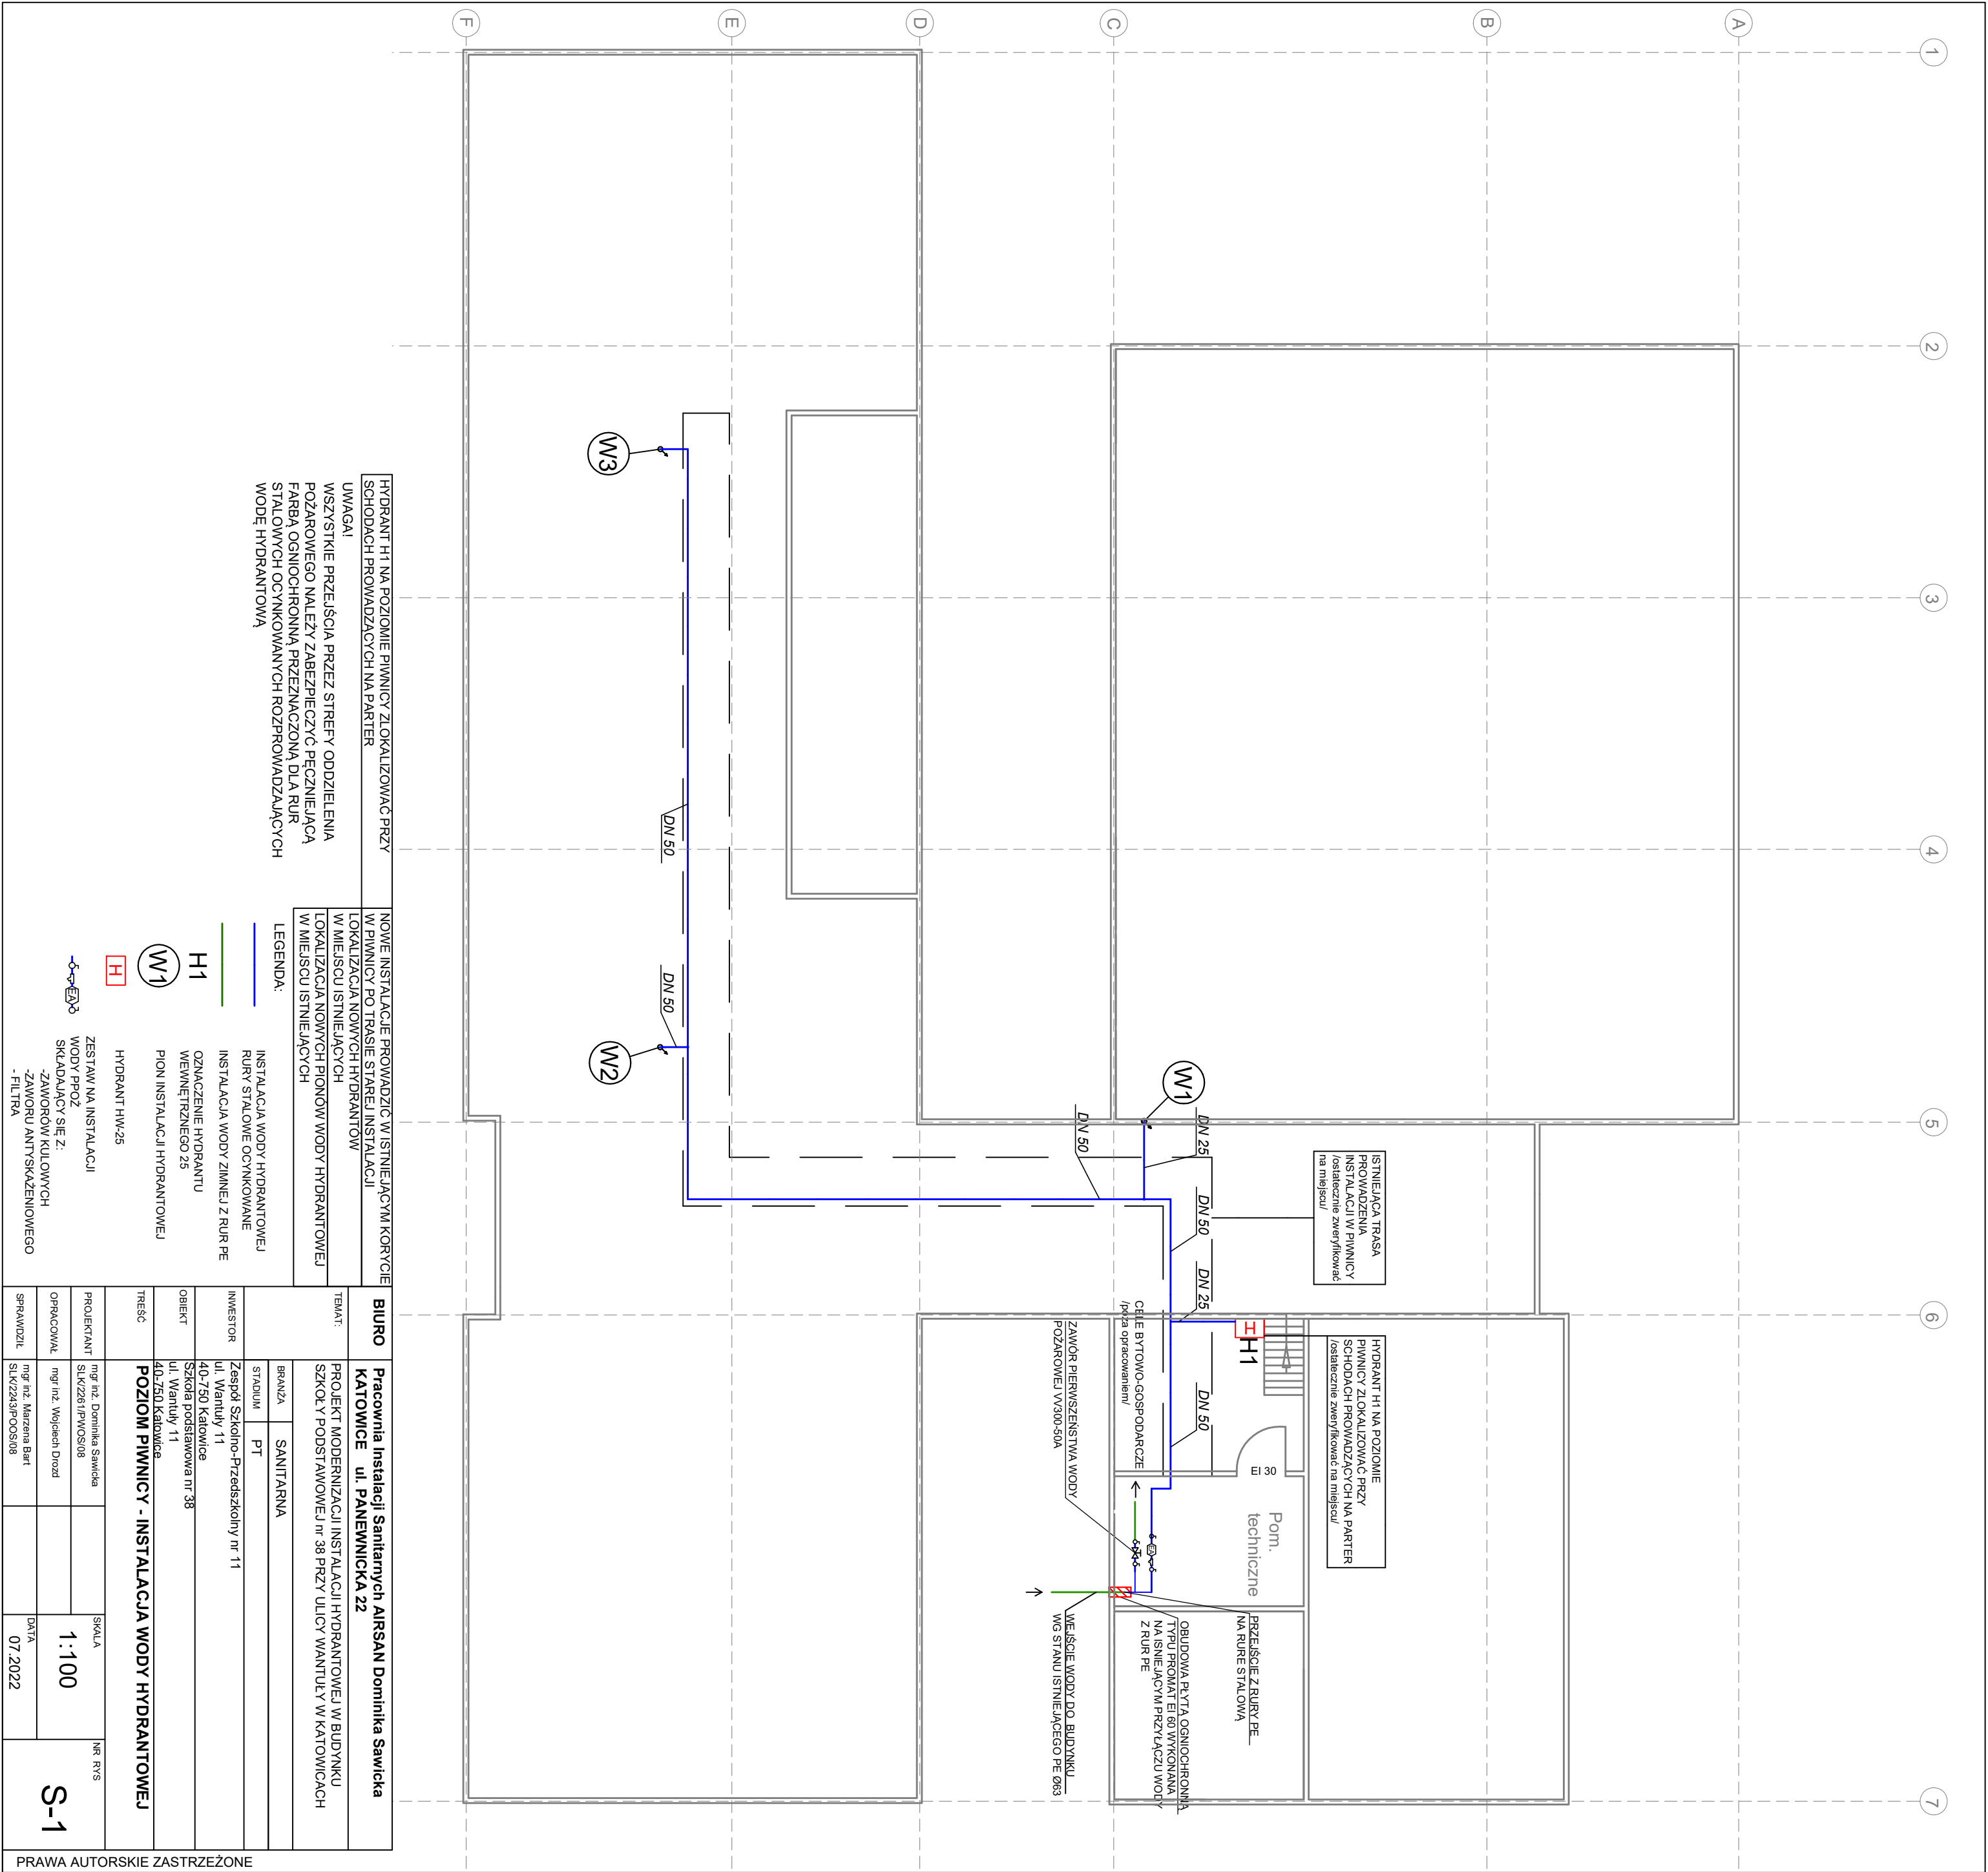 1
2
3
4
5
6
7
A
B
C
D
E
F
ISTNIEJĄCA TRASA
PROWADZENIA
INSTALACJI W PIWNICY
/ostatecznie zweryfikować
na miejscu/
HYDRANT H1 NA POZIOMIE
PIWNICY ZLOKALIZOWAĆ PRZY
SCHODACH PROWADZĄCYCH NA PARTER
/ostatecznie zweryfikować na miejscu/
W1
DN 25
DN 50
DN 50
DN 25
DN 50
H
H1
EI 30
Pom.
techniczne
EA
CELE BYTOWO-GOSPODARCZE
/poza opracowaniem/
ZAWÓR PIERWSZEŃSTWA WODY
POŻAROWEJ VV300-50A
PRZEJŚCIE Z RURY PE
NA RURE STALOWĄ
OBUDOWA PŁYTĄ OGNIOCHRONNĄ
TYPU PROMAT EI 60 WYKONANA
NA ISNIEJĄCYM PRZYŁĄCZU WODY
Z RUR PE
WEJŚCIE WODY DO BUDYNKU
WG STANU ISTNIEJĄCEGO PE Ø63
W3
DN 50
DN 50
W2
HYDRANT H1 NA POZIOMIE PIWNICY ZLOKALIZOWAĆ PRZY
SCHODACH PROWADZĄCYCH NA PARTER
UWAGA!
WSZYSTKIE PRZEJŚCIA PRZEZ STREFY ODDZIELENIA
POŻAROWEGO NALEŻY ZABEZPIECZYĆ PĘCZNIEJĄCĄ
FARBĄ OGNIOCHRONNĄ PRZEZNACZONĄ DLA RUR
STALOWYCH OCYNKOWANYCH ROZPROWADZAJĄCYCH
WODĘ HYDRANTOWĄ
NOWE INSTALACJE PROWADZIĆ W ISTNIEJĄCYM KORYCIE
W PIWNICY PO TRASIE STAREJ INSTALACJI
LOKALIZACJA NOWYCH HYDRANTÓW
W MIEJSCU ISTNIEJĄCYCH
LOKALIZACJA NOWYCH PIONÓW WODY HYDRANTOWEJ
W MIEJSCU ISTNIEJĄCYCH
LEGENDA:
INSTALACJA WODY HYDRANTOWEJ
RURY STALOWE OCYNKOWANE
INSTALACJA WODY ZIMNEJ Z RUR PE
H1
OZNACZENIE HYDRANTU
WEWNĘTRZNEGO 25
W1
PION INSTALACJI HYDRANTOWEJ
H
HYDRANT HW-25
EA
ZESTAW NA INSTALACJI
WODY PPOŻ
SKŁADAJĄCY SIĘ Z:
-ZAWORÓW KULOWYCH
-ZAWORU ANTYSKAŻENIOWEGO
- FILTRA
BIURO
Pracownia Instalacji Sanitarnych AIRSAN Dominika Sawicka
KATOWICE ul. PANEWNICKA 22
TEMAT:
PROJEKT MODERNIZACJI INSTALACJI HYDRANTOWEJ W BUDYNKU
SZKOŁY PODSTAWOWEJ nr 38 PRZY ULICY WANTUŁY W KATOWICACH
BRANŻA
SANITARNA
STADIUM
PT
INWESTOR
Zespół Szkolno-Przedszkolny nr 11
ul. Wantuły 11
40-750 Katowice
OBIEKT
Szkoła podstawowa nr 38
ul. Wantuły 11
40-750 Katowice
TREŚĆ
POZIOM PIWNICY - INSTALACJA WODY HYDRANTOWEJ
PROJEKTANT
mgr inż. Dominika Sawicka
SLK/2261/PWOS/08
OPRACOWAŁ
mgr inż. Wojciech Drozd
SPRAWDZIŁ
mgr inż. Marzena Bart
SLK/2243/POOS/08
SKALA
1:100
DATA
07.2022
NR RYS
S-1
PRAWA AUTORSKIE ZASTRZEŻONE